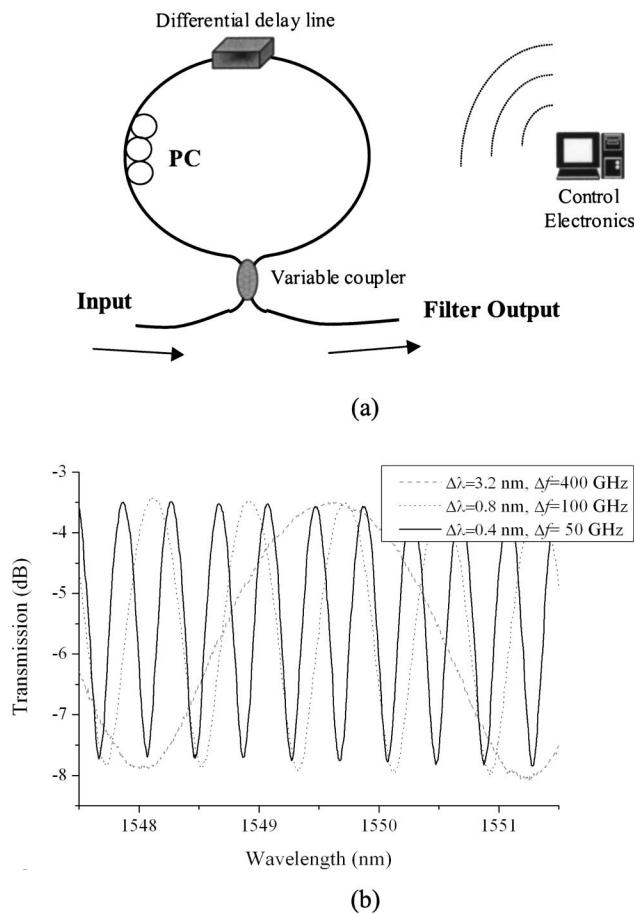 Differential delay line
PC
Control
Electronics
Variable coupler
Input
Filter Output
(a)
-3
-4
-5
-6
-7
-8
Transmission (dB)
Δλ=3.2 nm, Δf=400 GHz
Δλ=0.8 nm, Δf=100 GHz
Δλ=0.4 nm, Δf= 50 GHz
1548
1549
1550
1551
Wavelength (nm)
(b)